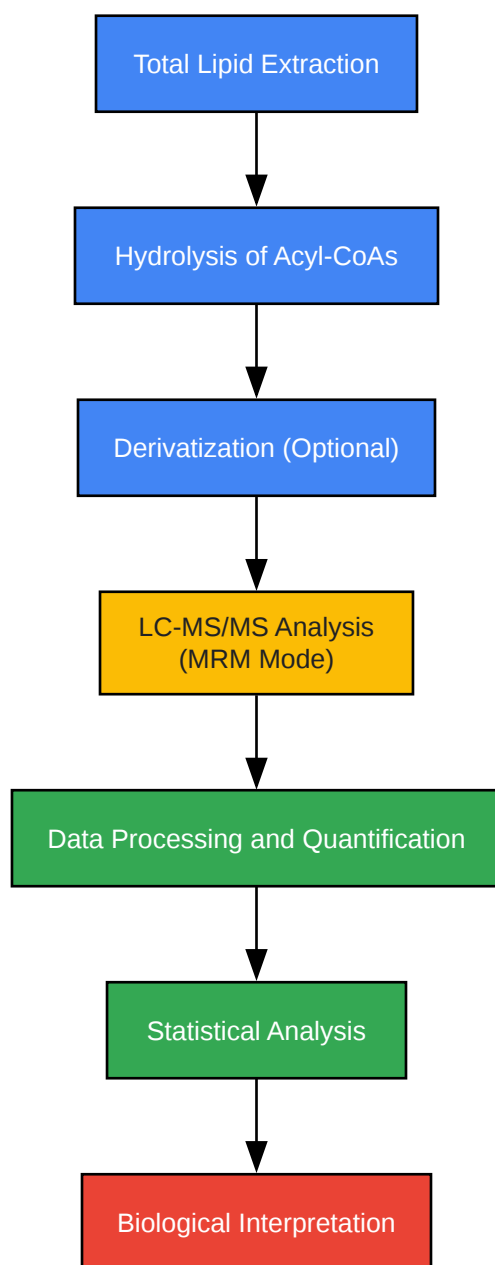 Total Lipid Extraction
Hydrolysis of Acyl-CoAs
Derivatization (Optional)
LC-MS/MS Analysis
(MRM Mode)
Data Processing and Quantification
Statistical Analysis
Biological Interpretation